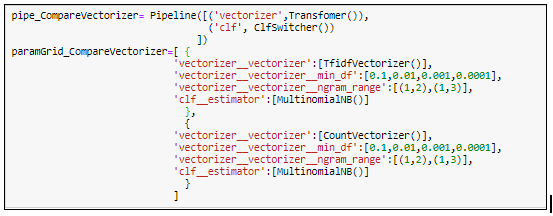 pipe_CompareVectorizer= Pipeline([('vectorizer',Transfomer()),
('clf', ClfSwitcher())
])
paramGrid_CompareVectorizer=[ {
'vectorizer__vectorizer':[TfidfVectorizer()],
'vectorizer__vectorizer__min_df':[0.1,0.01,0.001,0.0001],
'vectorizer__vectorizer__ngram_range':[(1,2),(1,3)],
'clf__estimator':[MultinomialNB()]
},
{
'vectorizer__vectorizer':[CountVectorizer()],
'vectorizer__vectorizer__min_df':[0.1,0.01,0.001,0.0001],
'vectorizer__vectorizer__ngram_range':[(1,2),(1,3)],
'clf__estimator':[MultinomialNB()]
}
]